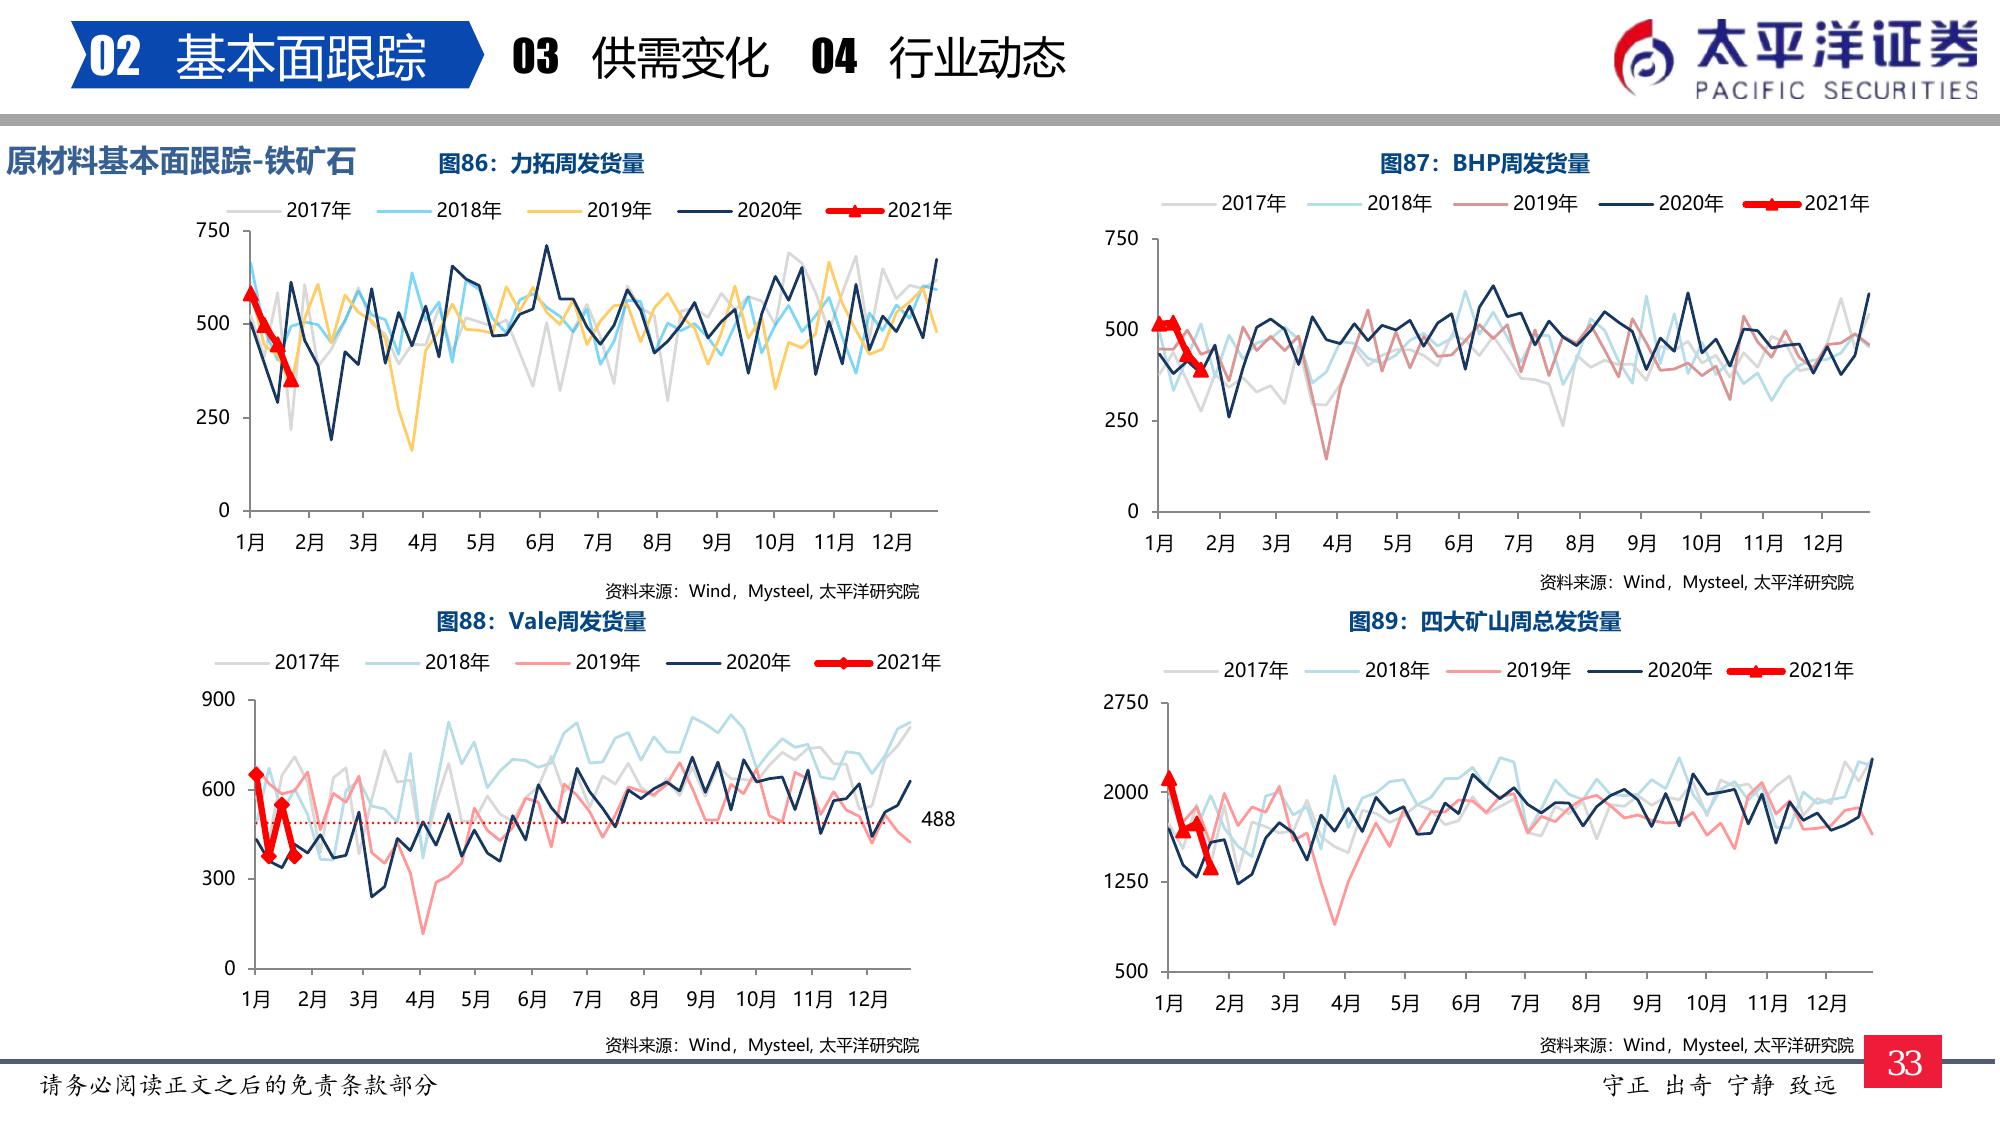 02 基本面跟踪 03 供需变化 04 行业动态
太平洋证券
PACIFIC SECURITIES
原材料基本面跟踪-铁矿石
图86：力拓周发货量
2017年 2018年 2019年 2020年 2021年
750
500
250
0
1月 2月 3月 4月 5月 6月 7月 8月 9月 10月 11月 12月
资料来源：Wind，Mysteel, 太平洋研究院
图87：BHP周发货量
2017年 2018年 2019年 2020年 2021年
750
500
250
0
1月 2月 3月 4月 5月 6月 7月 8月 9月 10月 11月 12月
资料来源：Wind，Mysteel, 太平洋研究院
图88：Vale周发货量
2017年 2018年 2019年 2020年 2021年
900
600
488
300
0
1月 2月 3月 4月 5月 6月 7月 8月 9月 10月 11月 12月
资料来源：Wind，Mysteel, 太平洋研究院
图89：四大矿山周总发货量
2017年 2018年 2019年 2020年 2021年
2750
2000
1250
500
1月 2月 3月 4月 5月 6月 7月 8月 9月 10月 11月 12月
资料来源：Wind，Mysteel, 太平洋研究院
33
请务必阅读正文之后的免责条款部分
守正 出奇 宁静 致远